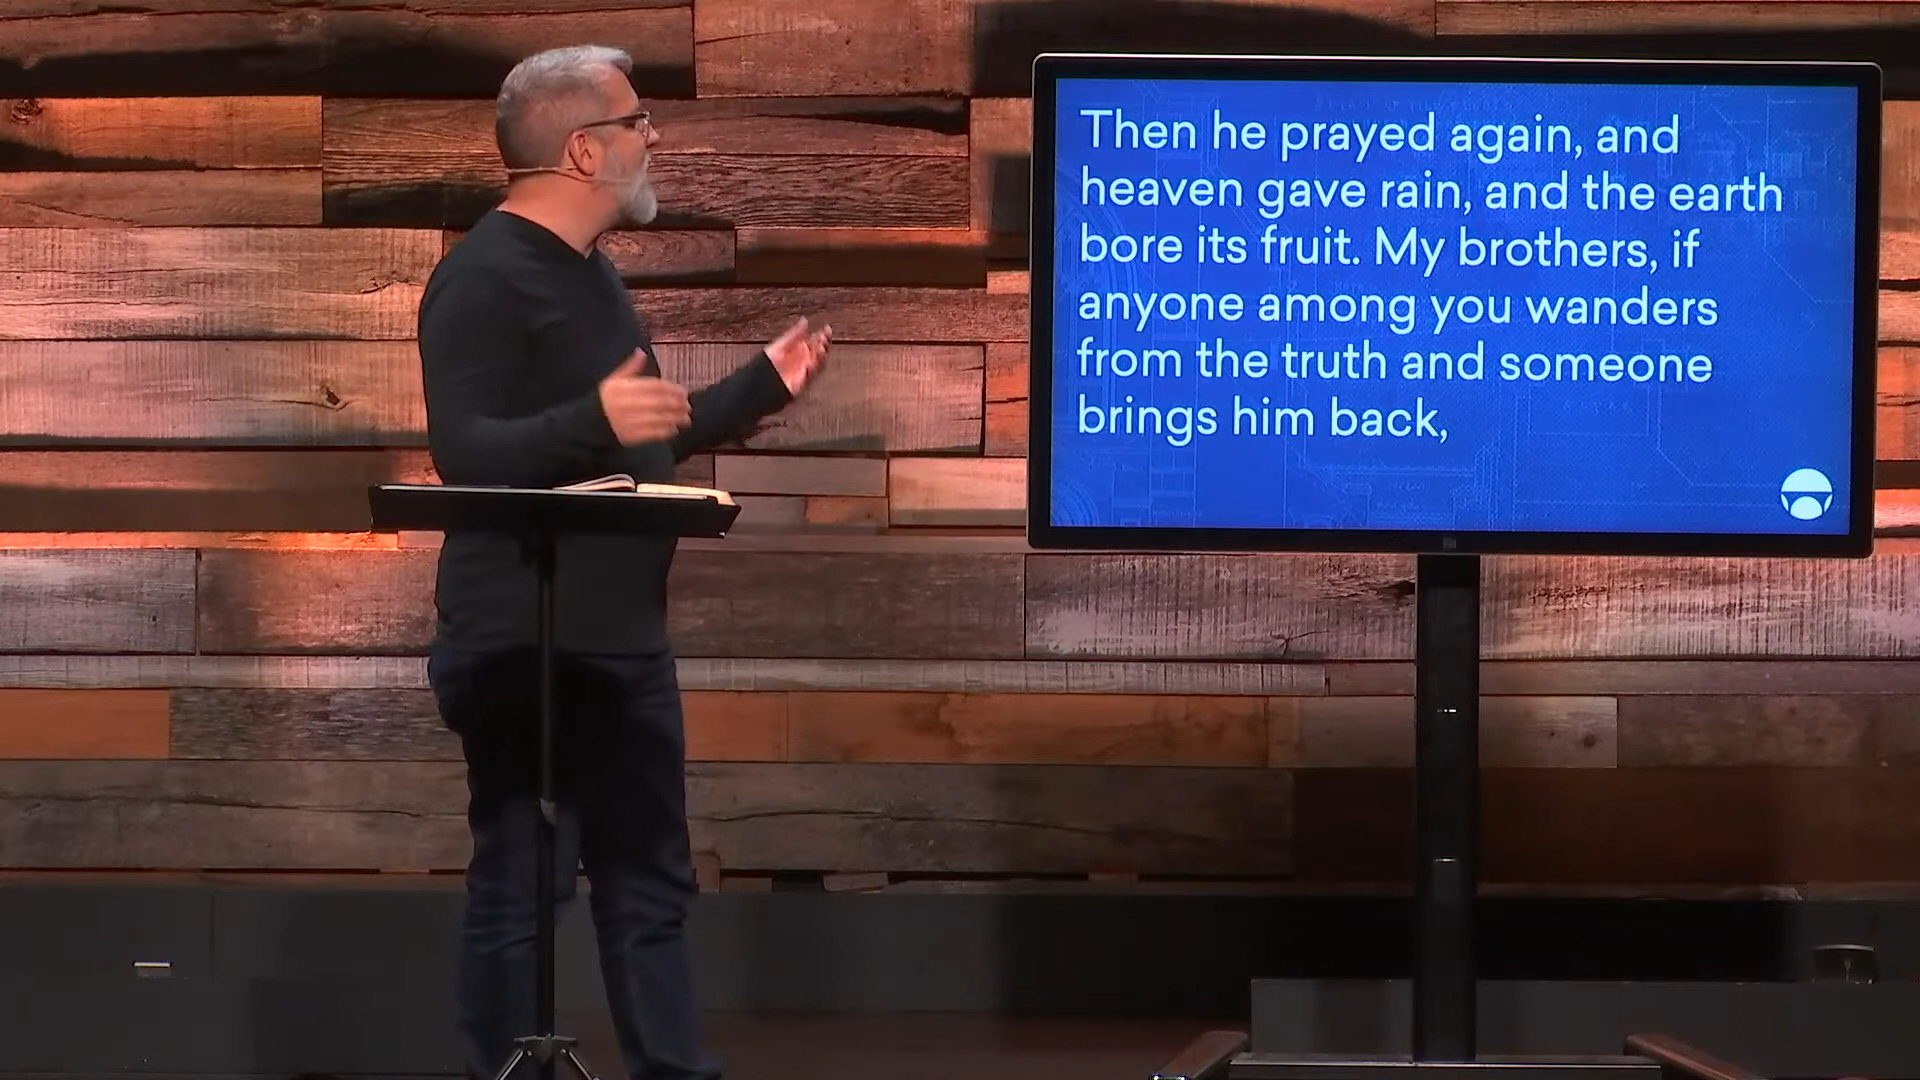 Then he prayed again, and
heaven gave rain, and the earth
bore its fruit. My brothers, if
anyone among you wanders
from the truth and someone
brings him back,